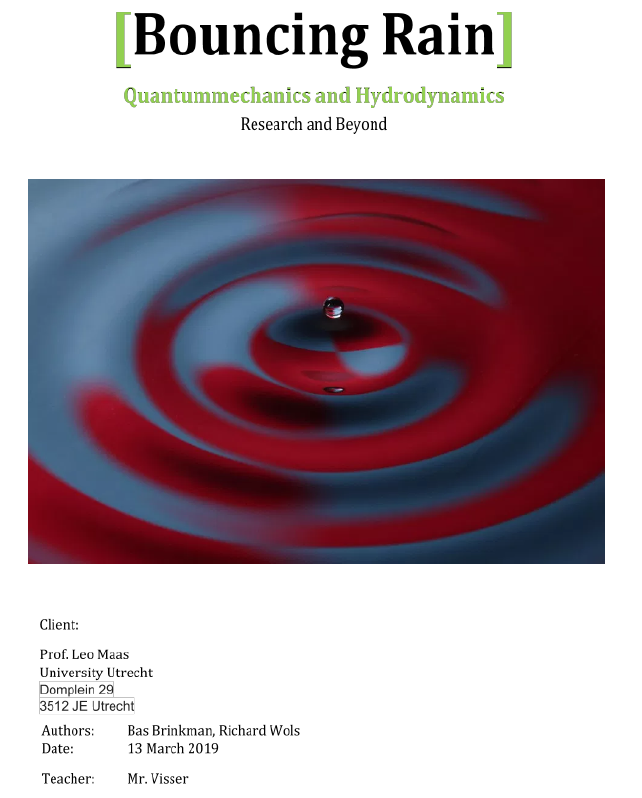 [Bouncing Rain]
Quantummechanics and Hydrodynamics
Research and Beyond
Client:
Prof. Leo Maas
University Utrecht
Domplein 29
3512 JE Utrecht
Authors: Bas Brinkman, Richard Wols
Date: 13 March 2019
Teacher: Mr. Visser